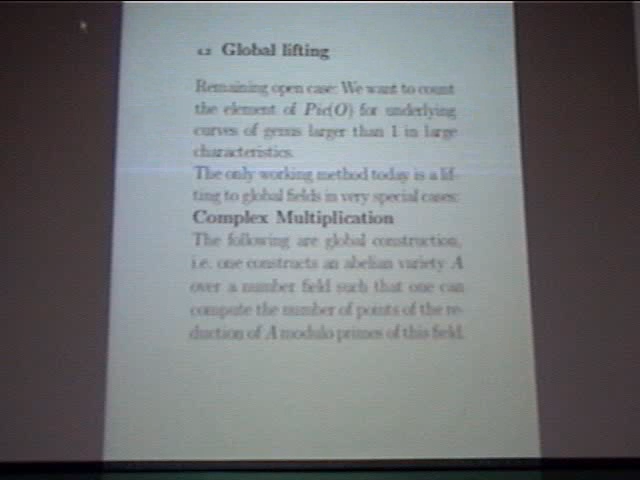 4.2 Global lifting
Remaining open case: We want to count
the element of Pic(O) for underlying
curves of genus larger than 1 in large
characteristics.
The only working method today is a lif-
ting to global fields in very special cases:
Complex Multiplication
The following are global construction,
i.e. one constructs an abelian variety A
over a number field such that one can
compute the number of points of the re-
duction of A modulo primes of this field.